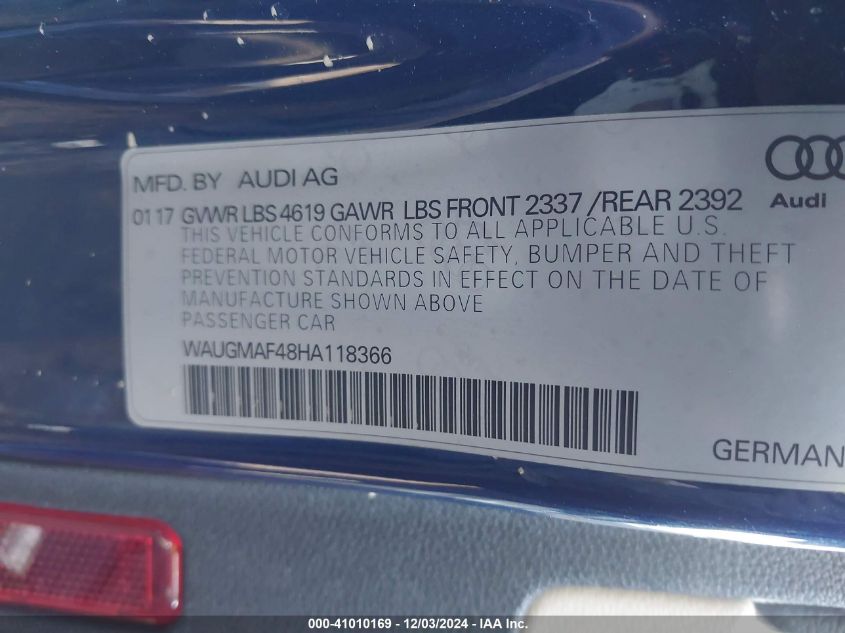 MFD. BY AUDI AG
Audi
01 17 GVWR LBS 4619 GAWR LBS FRONT 2337 /REAR 2392
THIS VEHICLE CONFORMS TO ALL APPLICABLE U.S.
FEDERAL MOTOR VEHICLE SAFETY, BUMPER AND THEFT
PREVENTION STANDARDS IN EFFECT ON THE DATE OF
MANUFACTURE SHOWN ABOVE
PASSENGER CAR
WAUGMAF48HA118366
GERMAN
000-41010169 - 12/03/2024 - IAA Inc.